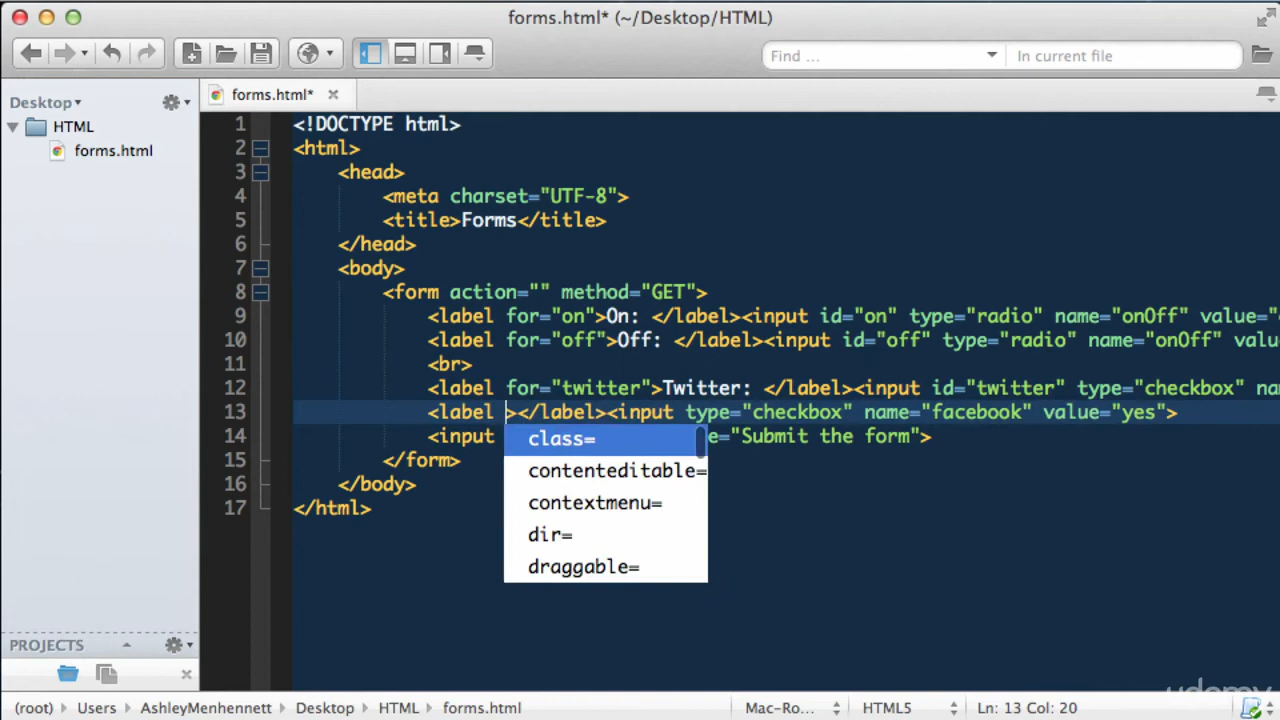 forms.html* (~/Desktop/HTML)
Find ...
In current file
Desktop
forms.html*
HTML
forms.html
1 <!DOCTYPE html>
2 <html>
3 <head>
4 <meta charset="UTF-8">
5 <title>Forms</title>
6 </head>
7 <body>
8 <form action="" method="GET">
9 <label for="on">On: </label><input id="on" type="radio" name="onOff" value="
10 <label for="off">Off: </label><input id="off" type="radio" name="onOff" valu
11 <br>
12 <label for="twitter">Twitter: </label><input id="twitter" type="checkbox" na
13 <label ></label><input type="checkbox" name="facebook" value="yes">
14 <input e="Submit the form">
15 </form>
16 </body>
17 </html>
class=
contenteditable=
contextmenu=
dir=
draggable=
PROJECTS
udemy
(root) Users AshleyMenhennett Desktop HTML forms.html
Mac-Ro... HTML5 Ln: 13 Col: 20